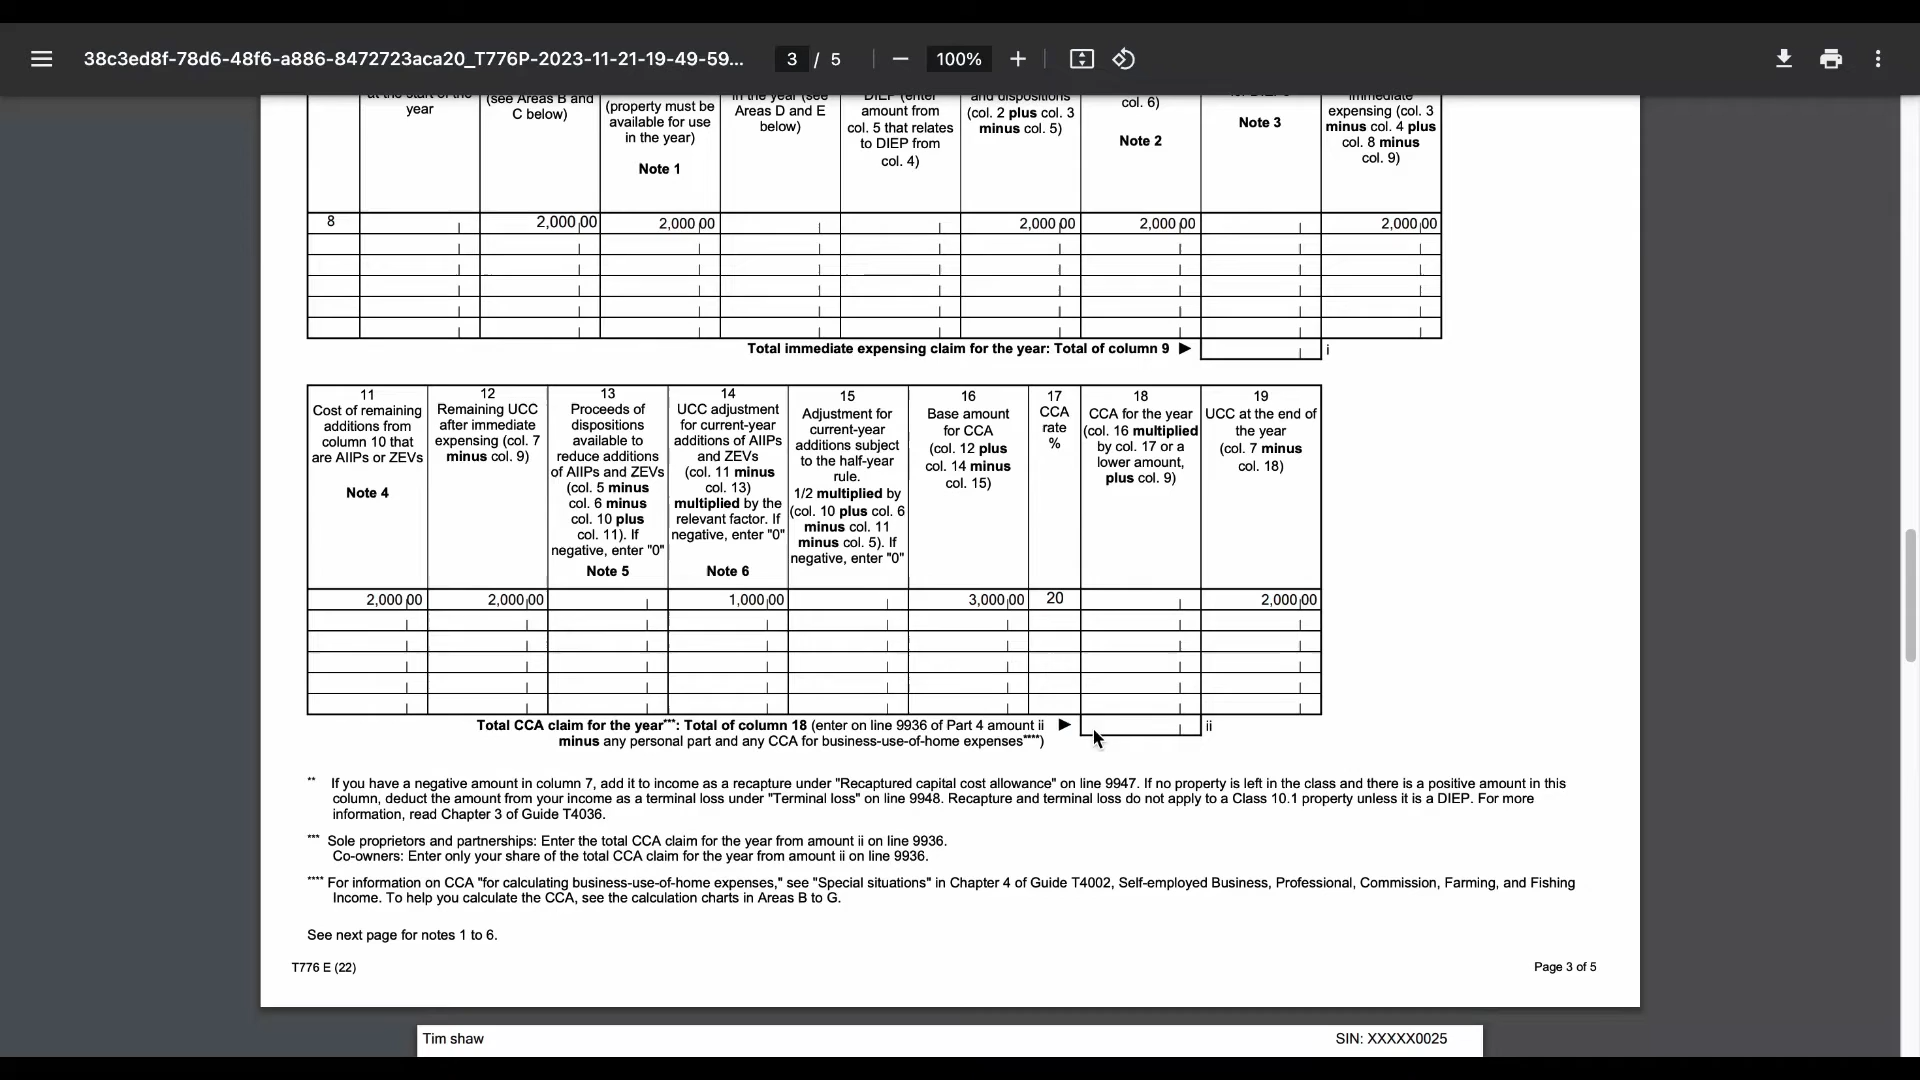 38c3ed8f-78d6-48f6-a886-8472723aca20_T776P-2023-11-21-19-49-59...
3 / 5
100%
at the start of the
year
(see Areas B and
C below)
(property must be
available for use
in the year)
Note 1
in the year (see
Areas D and E
below)
DIEP (enter
amount from
col. 5 that relates
to DIEP from
col. 4)
and dispositions
(col. 2 plus col. 3
minus col. 5)
col. 6)
Note 2
Note 3
immediate
expensing (col. 3
minus col. 4 plus
col. 8 minus
col. 9)
8 2,000 00 2,000 00 2,000 00 2,000 00 2,000 00
Total immediate expensing claim for the year: Total of column 9 ► i
11
Cost of remaining
additions from
column 10 that
are AIIPs or ZEVs
Note 4
12
Remaining UCC
after immediate
expensing (col. 7
minus col. 9)
13
Proceeds of
dispositions
available to
reduce additions
of AIIPs and ZEVs
(col. 5 minus
col. 6 minus
col. 10 plus
col. 11). If
negative, enter "0"
Note 5
14
UCC adjustment
for current-year
additions of AIIPs
and ZEVs
(col. 11 minus
col. 13)
multiplied by the
relevant factor. If
negative, enter "0"
Note 6
15
Adjustment for
current-year
additions subject
to the half-year
rule.
1/2 multiplied by
(col. 10 plus col. 6
minus col. 11
minus col. 5). If
negative, enter "0"
16
Base amount
for CCA
(col. 12 plus
col. 14 minus
col. 15)
17
CCA
rate
%
18
CCA for the year
(col. 16 multiplied
by col. 17 or a
lower amount,
plus col. 9)
19
UCC at the end of
the year
(col. 7 minus
col. 18)
2,000 00 2,000 00 1,000 00 3,000 00 20 2,000 00
Total CCA claim for the year***: Total of column 18 (enter on line 9936 of Part 4 amount ii ► ii
minus any personal part and any CCA for business-use-of-home expenses****)
** If you have a negative amount in column 7, add it to income as a recapture under "Recaptured capital cost allowance" on line 9947. If no property is left in the class and there is a positive amount in this
column, deduct the amount from your income as a terminal loss under "Terminal loss" on line 9948. Recapture and terminal loss do not apply to a Class 10.1 property unless it is a DIEP. For more
information, read Chapter 3 of Guide T4036.
*** Sole proprietors and partnerships: Enter the total CCA claim for the year from amount ii on line 9936.
Co-owners: Enter only your share of the total CCA claim for the year from amount ii on line 9936.
**** For information on CCA "for calculating business-use-of-home expenses," see "Special situations" in Chapter 4 of Guide T4002, Self-employed Business, Professional, Commission, Farming, and Fishing
Income. To help you calculate the CCA, see the calculation charts in Areas B to G.
See next page for notes 1 to 6.
T776 E (22) Page 3 of 5
Tim shaw SIN: XXXXX0025